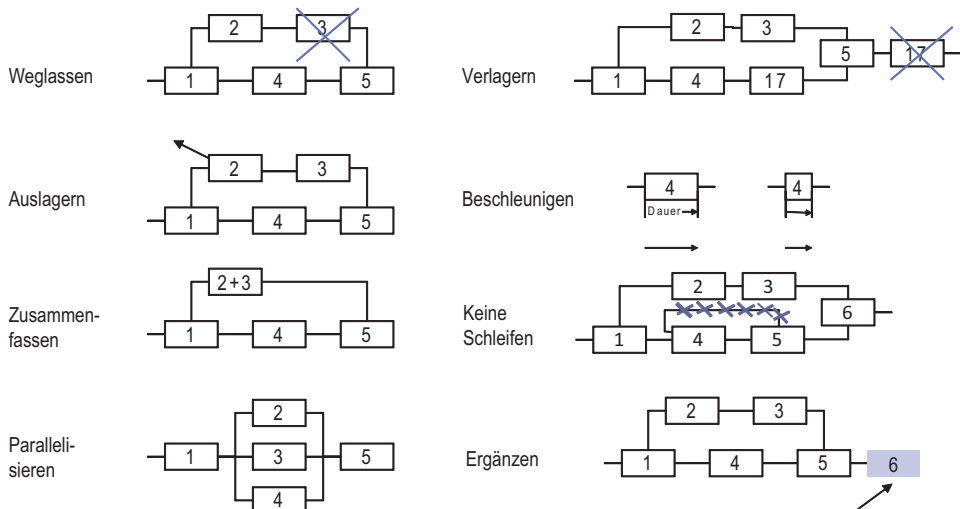 2 3
Weglassen
1 4 5
2 3
Auslagern
1 4 5
2+3
Zusammen-
fassen
1 4 5
2
Paralleli-
sieren
1 3 5
4
2 3
5 17
Verlagern
1 4 17
Beschleunigen
4 4
Dauer
2 3
Keine
Schleifen
6
1 4 5
2 3
Ergänzen
1 4 5 6